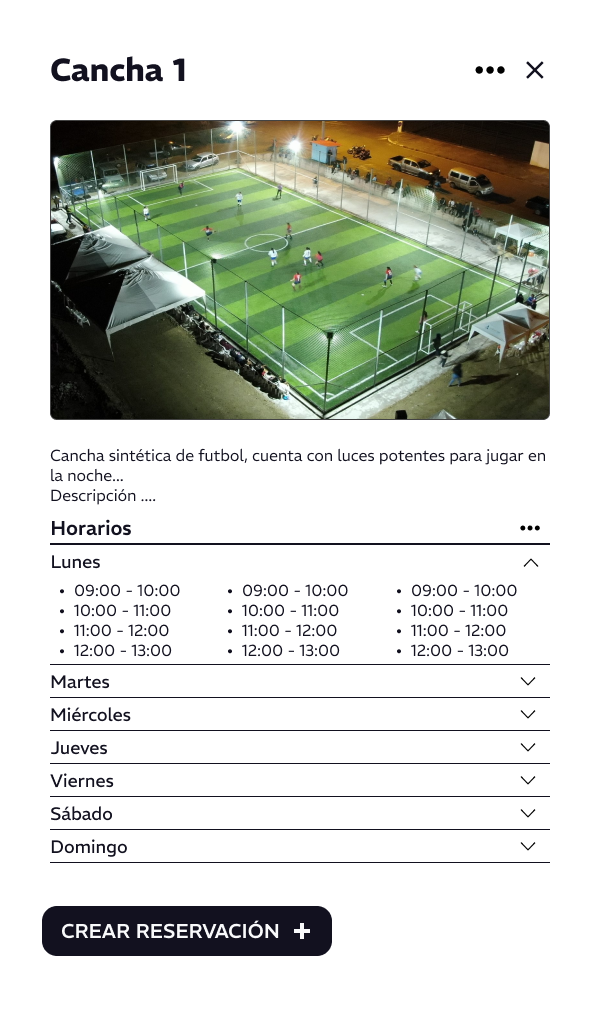 Cancha 1
Cancha sintética de futbol, cuenta con luces potentes para jugar en
la noche...
Descripción ....
Horarios
Lunes
• 09:00 - 10:00 • 09:00 - 10:00 • 09:00 - 10:00
• 10:00 - 11:00 • 10:00 - 11:00 • 10:00 - 11:00
• 11:00 - 12:00 • 11:00 - 12:00 • 11:00 - 12:00
• 12:00 - 13:00 • 12:00 - 13:00 • 12:00 - 13:00
Martes
Miércoles
Jueves
Viernes
Sábado
Domingo
CREAR RESERVACIÓN +